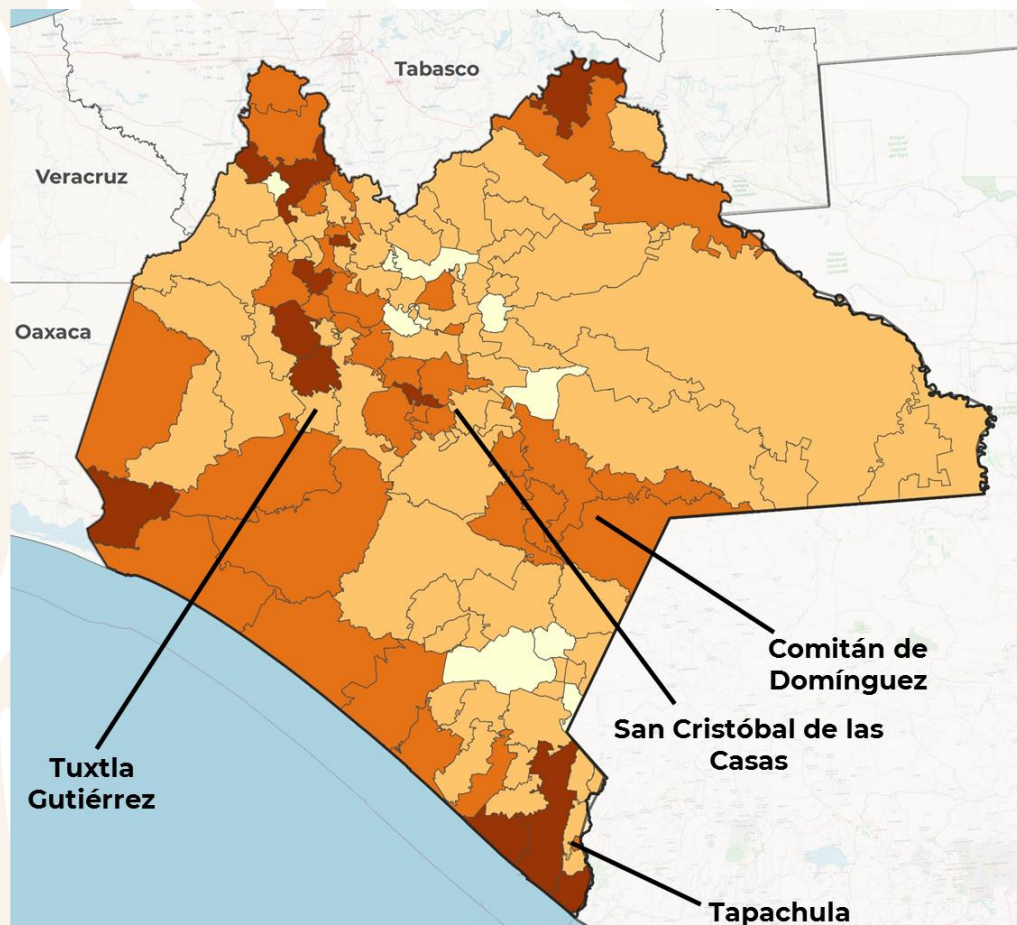 Tabasco
Veracruz
Oaxaca
Comitán de
Domínguez
San Cristóbal de las
Casas
Tuxtla
Gutiérrez
Tapachula